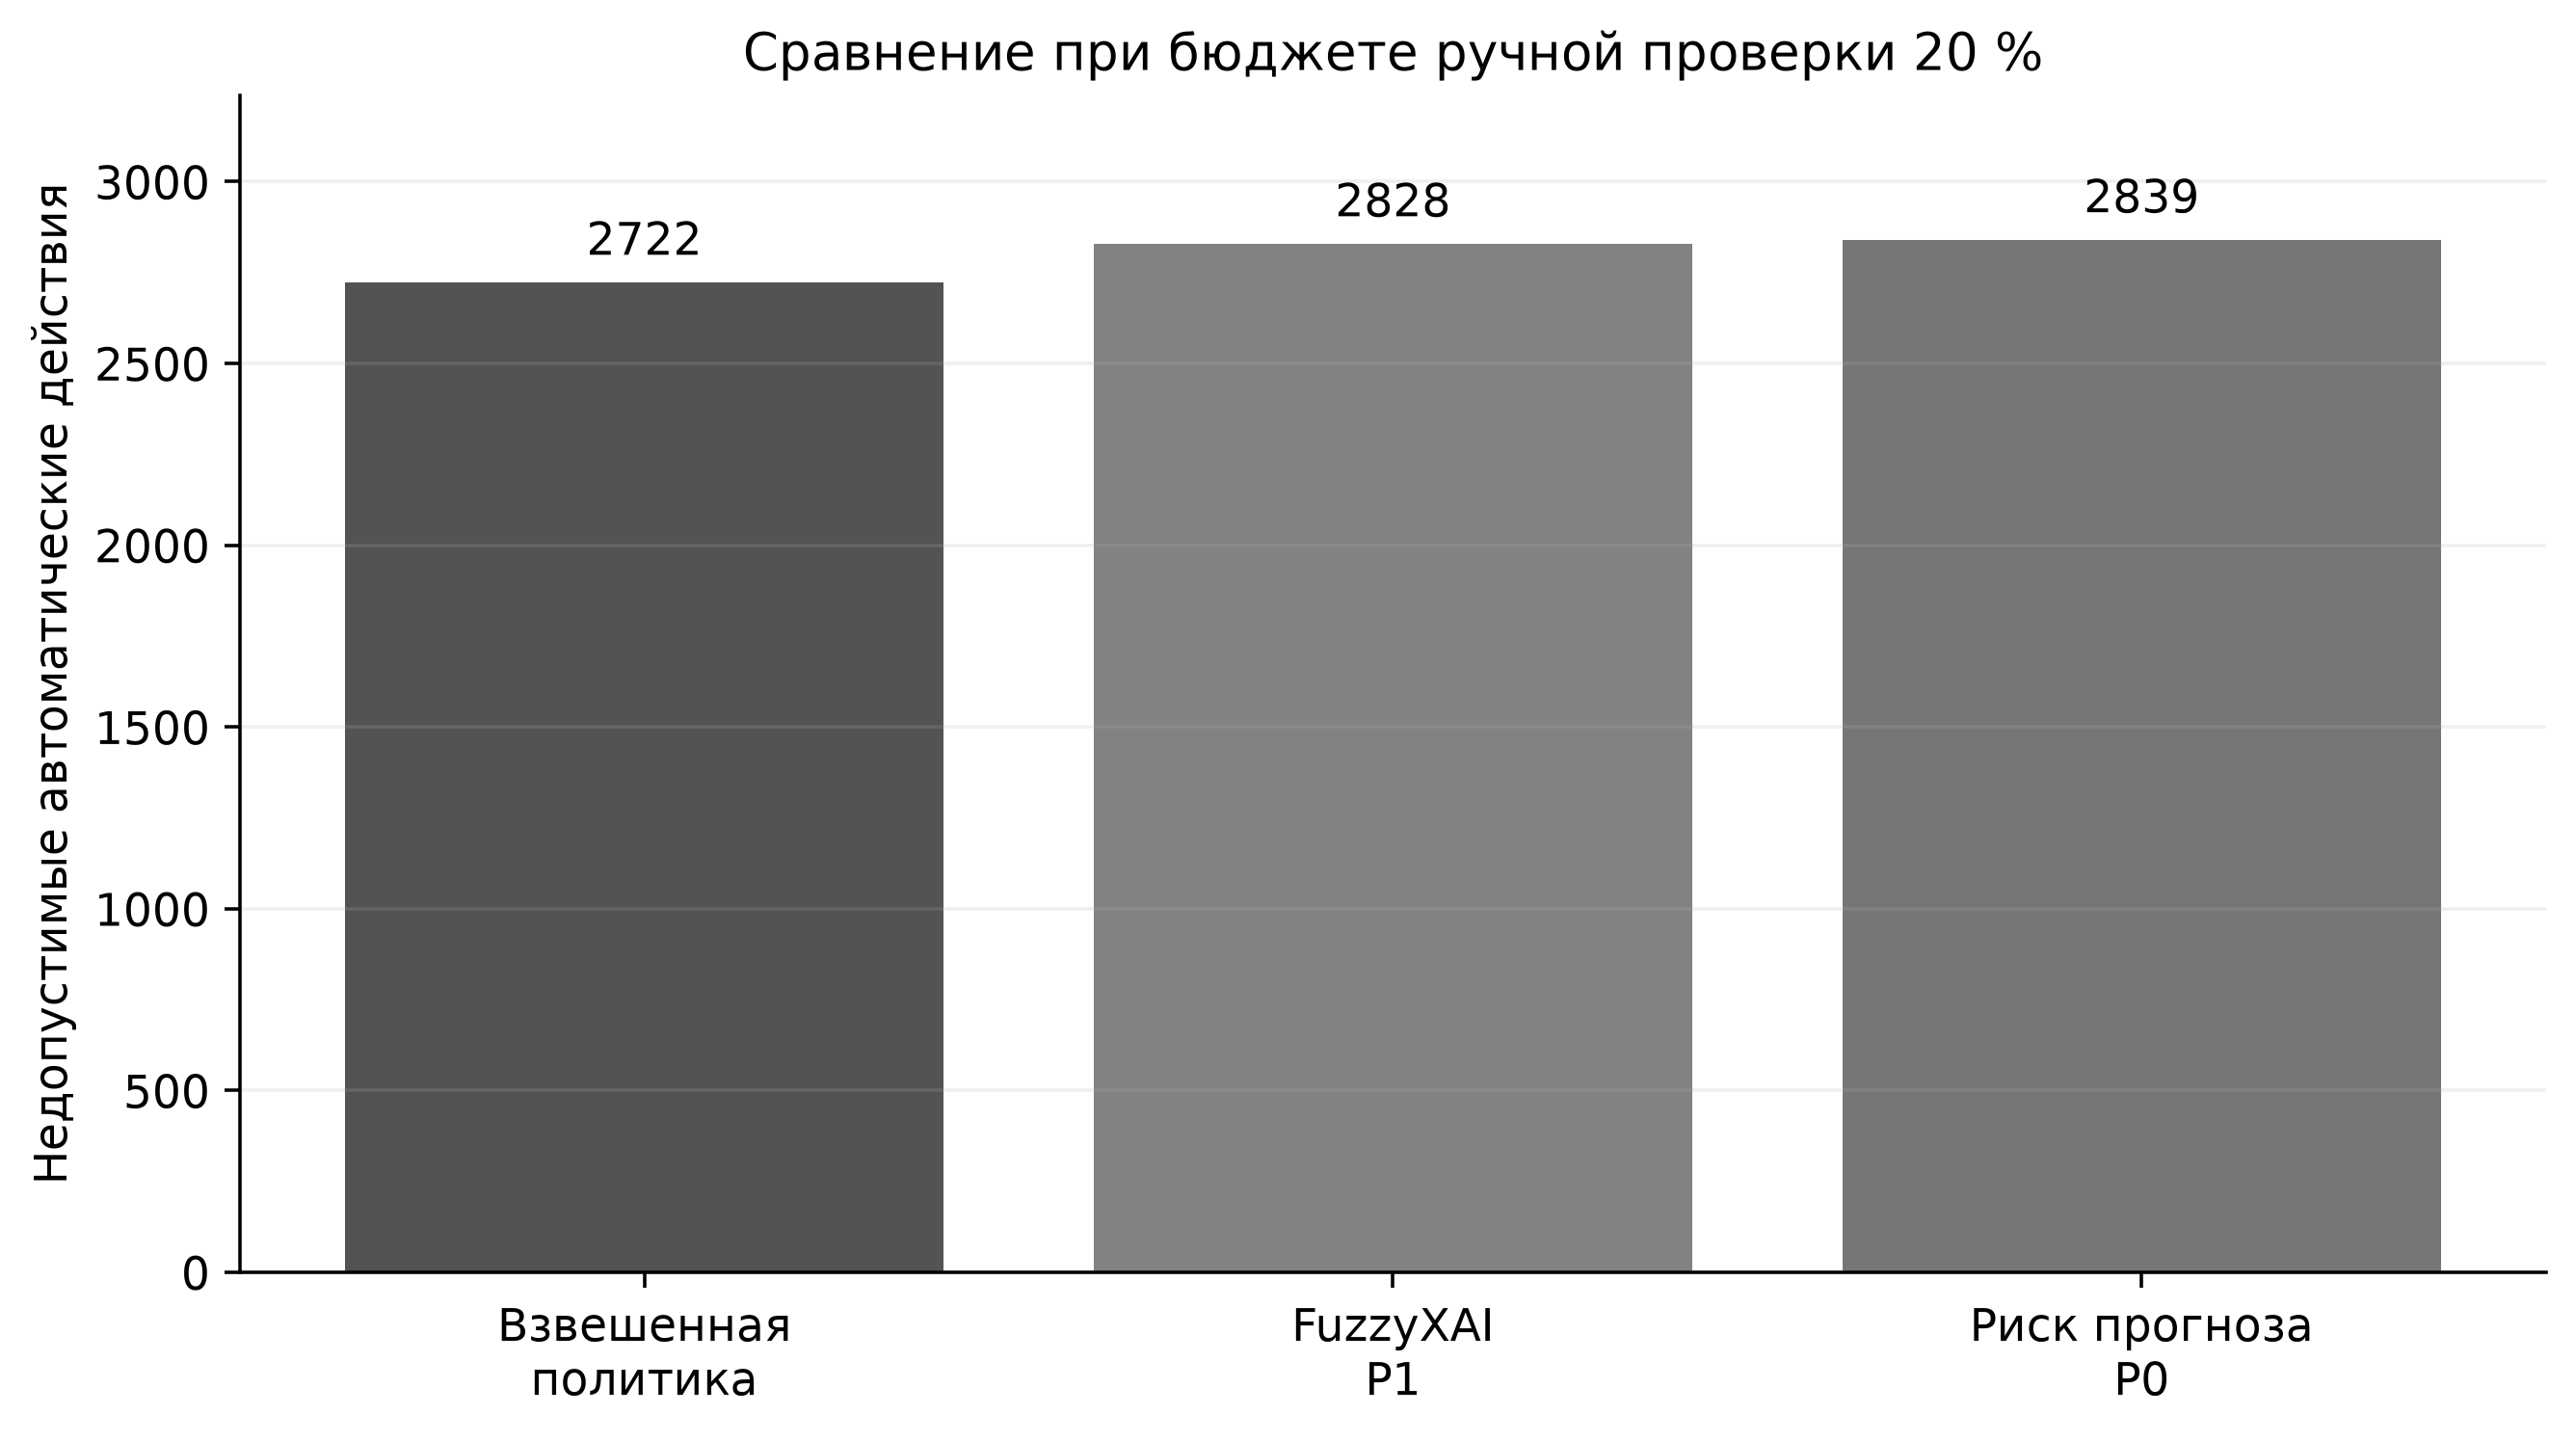 Сравнение при бюджете ручной проверки 20 %
Недопустимые автоматические действия
3000
2500
2000
1500
1000
500
0
2722
2828
2839
Взвешенная
политика
FuzzyXAI
P1
Риск прогноза
P0